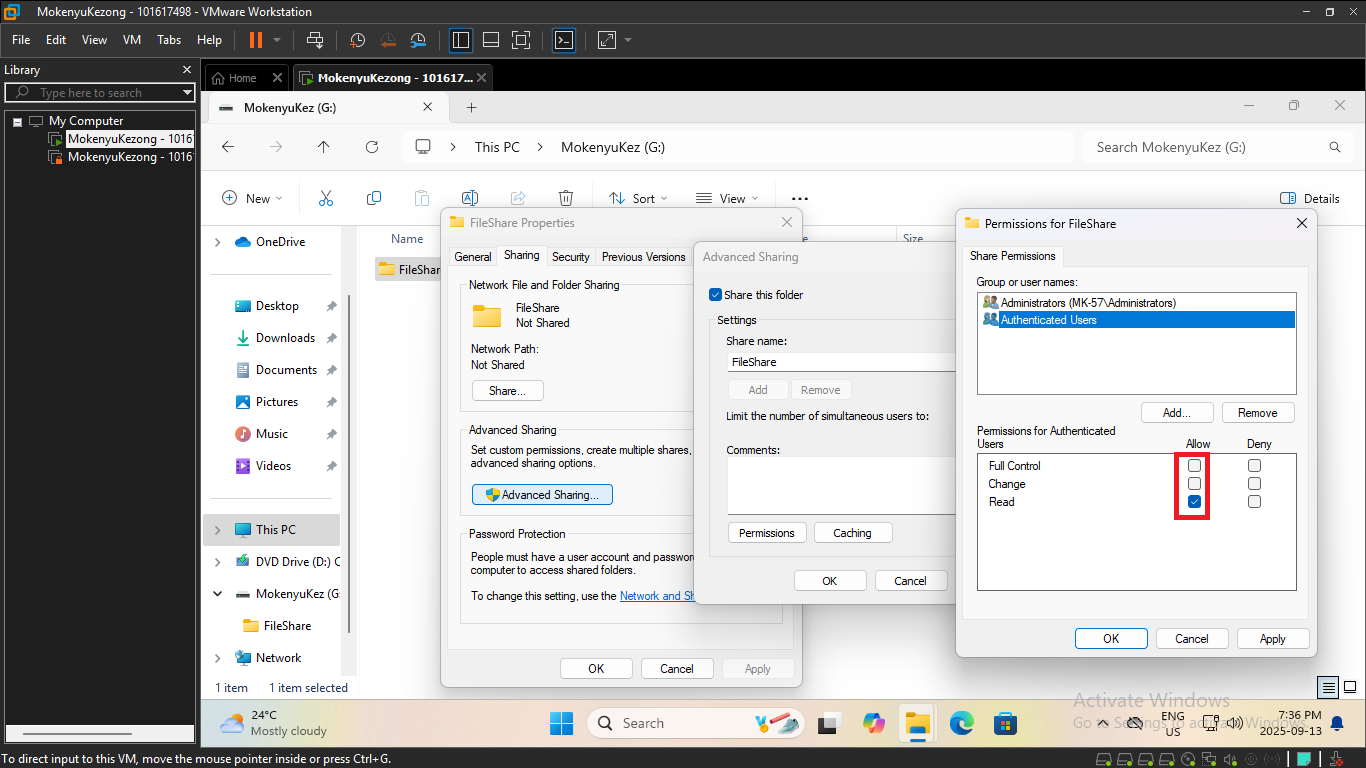 MokenyuKezong - 101617498 - VMware Workstation
File Edit View VM Tabs Help
Library
Type here to search
My Computer
MokenyuKezong - 1016
MokenyuKezong - 1016
Home
MokenyuKezong - 10161​7...
MokenyuKez (G:)
This PC > MokenyuKez (G:)
Search MokenyuKez (G:)
New
Sort
View
Details
OneDrive
Desktop
Downloads
Documents
Pictures
Music
Videos
This PC
DVD Drive (D:) C
MokenyuKez (G:
FileShare
Network
Name
Size
FileShar
1 item
1 item selected
FileShare Properties
General Sharing Security Previous Versions
Network File and Folder Sharing
FileShare
Not Shared
Network Path:
Not Shared
Share...
Advanced Sharing
Set custom permissions, create multiple shares,
advanced sharing options.
Advanced Sharing...
Password Protection
People must have a user account and passwor
computer to access shared folders.
To change this setting, use the Network and Sh
OK Cancel Apply
Advanced Sharing
Share this folder
Settings
Share name:
FileShare
Add Remove
Limit the number of simultaneous users to:
Comments:
Permissions Caching
OK Cancel
Permissions for FileShare
Share Permissions
Group or user names:
Administrators (MK-57\Administrators)
Authenticated Users
Add... Remove
Permissions for Authenticated
Users
Allow Deny
Full Control
Change
Read
OK Cancel Apply
Activate Windows
Go to Settings to activate Windows.
24°C
Mostly cloudy
Search
ENG
US
7:36 PM
2025-09-13
To direct input to this VM, move the mouse pointer inside or press Ctrl+G.